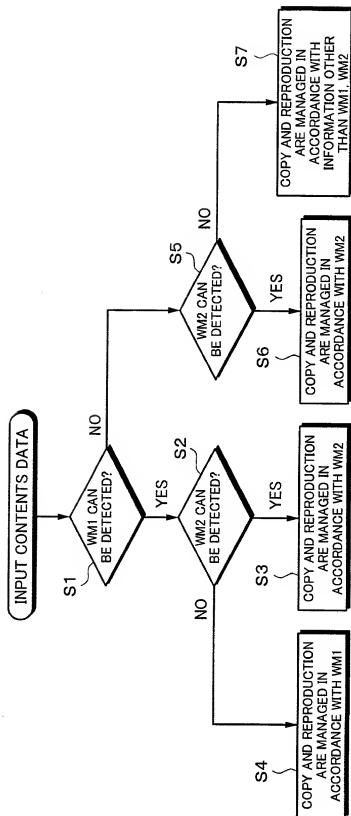 INPUT CONTENTS DATA
S1
WM1 CAN
BE DETECTED?
NO
YES
S2
WM2 CAN
BE DETECTED?
NO
YES
S5
WM2 CAN
BE DETECTED?
NO
YES
S4
COPY AND REPRODUCTION
ARE MANAGED IN
ACCORDANCE WITH WM1
S3
COPY AND REPRODUCTION
ARE MANAGED IN
ACCORDANCE WITH WM2
S6
COPY AND REPRODUCTION
ARE MANAGED IN
ACCORDANCE WITH WM2
S7
COPY AND REPRODUCTION
ARE MANAGED IN
ACCORDANCE WITH
INFORMATION OTHER
THAN WM1, WM2